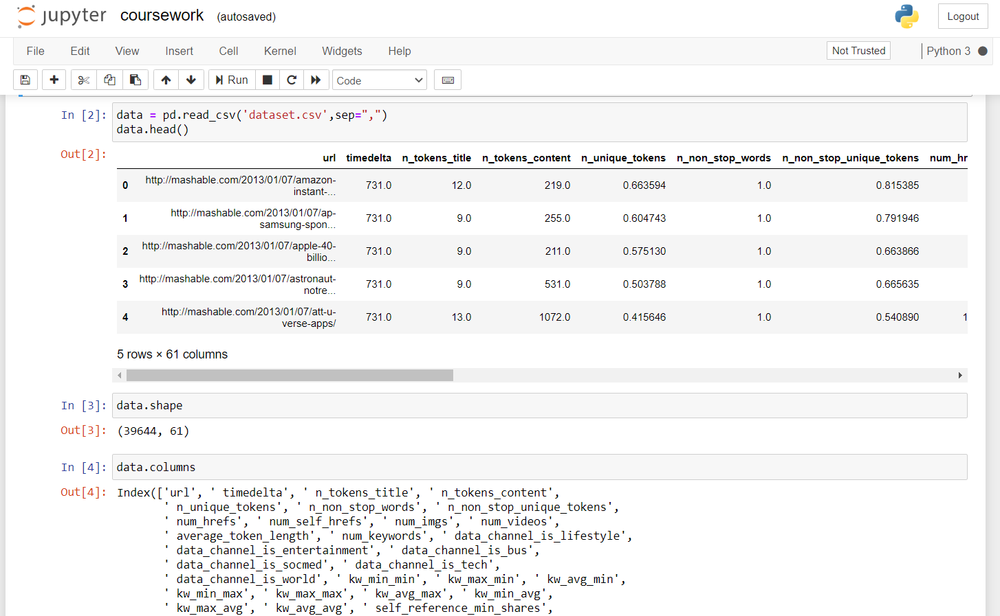 jupyter coursework (autosaved) Logout
File Edit View Insert Cell Kernel Widgets Help Not Trusted Python 3
Run Code
In [2]: data = pd.read_csv('dataset.csv',sep=",")
data.head()
Out[2]:
url timedelta n_tokens_title n_tokens_content n_unique_tokens n_non_stop_words n_non_stop_unique_tokens num_hr
0 http://mashable.com/2013/01/07/amazon-instant-... 731.0 12.0 219.0 0.663594 1.0 0.815385
1 http://mashable.com/2013/01/07/ap-samsung-spon... 731.0 9.0 255.0 0.604743 1.0 0.791946
2 http://mashable.com/2013/01/07/apple-40-billio... 731.0 9.0 211.0 0.575130 1.0 0.663866
3 http://mashable.com/2013/01/07/astronaut-notre... 731.0 9.0 531.0 0.503788 1.0 0.665635
4 http://mashable.com/2013/01/07/att-u-verse-apps/ 731.0 13.0 1072.0 0.415646 1.0 0.540890 1
5 rows × 61 columns
In [3]: data.shape
Out[3]: (39644, 61)
In [4]: data.columns
Out[4]: Index(['url', ' timedelta', ' n_tokens_title', ' n_tokens_content',
' n_unique_tokens', ' n_non_stop_words', ' n_non_stop_unique_tokens',
' num_hrefs', ' num_self_hrefs', ' num_imgs', ' num_videos',
' average_token_length', ' num_keywords', ' data_channel_is_lifestyle',
' data_channel_is_entertainment', ' data_channel_is_bus',
' data_channel_is_socmed', ' data_channel_is_tech',
' data_channel_is_world', ' kw_min_min', ' kw_max_min', ' kw_avg_min',
' kw_min_max', ' kw_max_max', ' kw_avg_max', ' kw_min_avg',
' kw_max_avg', ' kw_avg_avg', ' self_reference_min_shares',